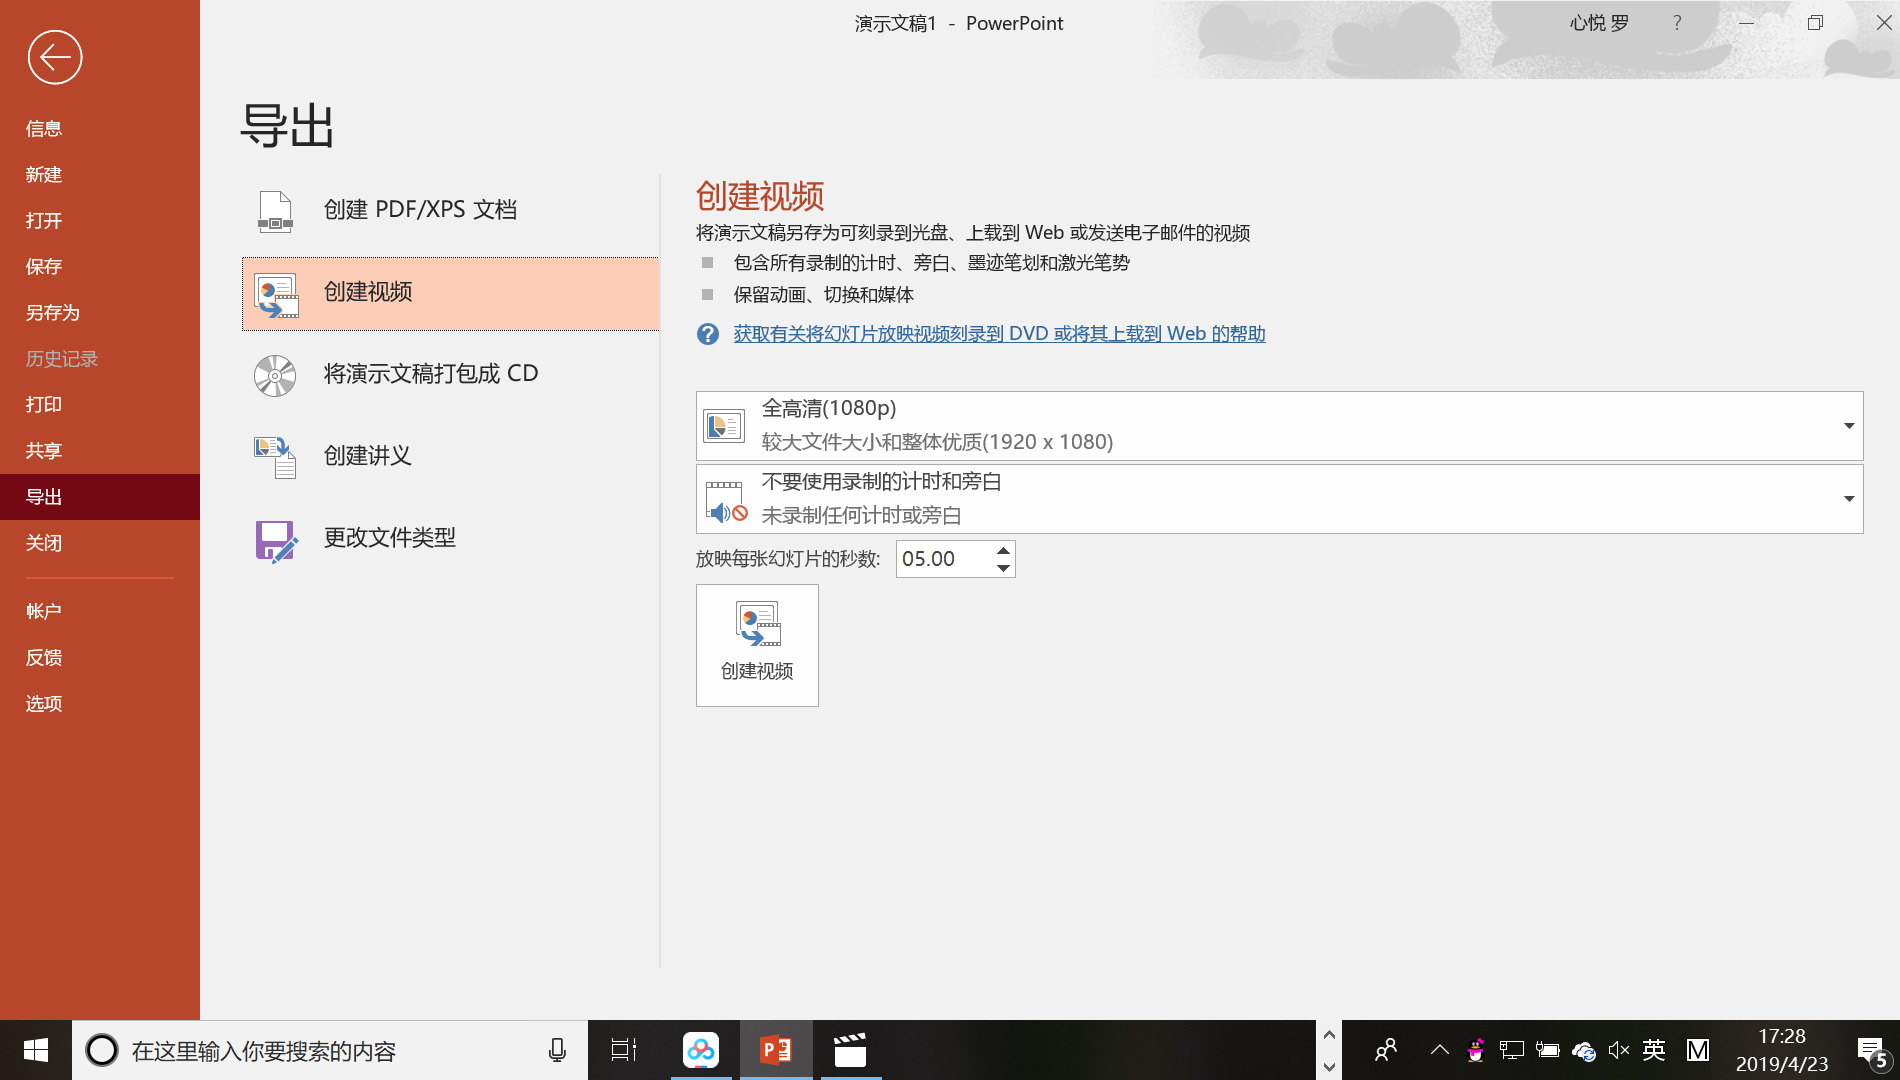 演示文稿1 - PowerPoint
心悦 罗
?
信息
新建
打开
保存
另存为
历史记录
打印
共享
导出
关闭
帐户
反馈
选项
导出
创建 PDF/XPS 文档
创建视频
将演示文稿打包成 CD
创建讲义
更改文件类型
创建视频
将演示文稿另存为可刻录到光盘、上载到 Web 或发送电子邮件的视频
包含所有录制的计时、旁白、墨迹笔划和激光笔势
保留动画、切换和媒体
获取有关将幻灯片放映视频刻录到 DVD 或将其上载到 Web 的帮助
全高清(1080p)
较大文件大小和整体优质(1920 x 1080)
不要使用录制的计时和旁白
未录制任何计时或旁白
放映每张幻灯片的秒数: 05.00
创建视频
在这里输入你要搜索的内容
英
M
17:28
2019/4/23
5